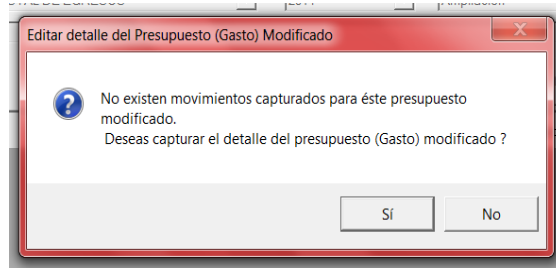 Editar detalle del Presupuesto (Gasto) Modificado
No existen movimientos capturados para éste presupuesto
modificado.
Deseas capturar el detalle del presupuesto (Gasto) modificado ?
Sí
No